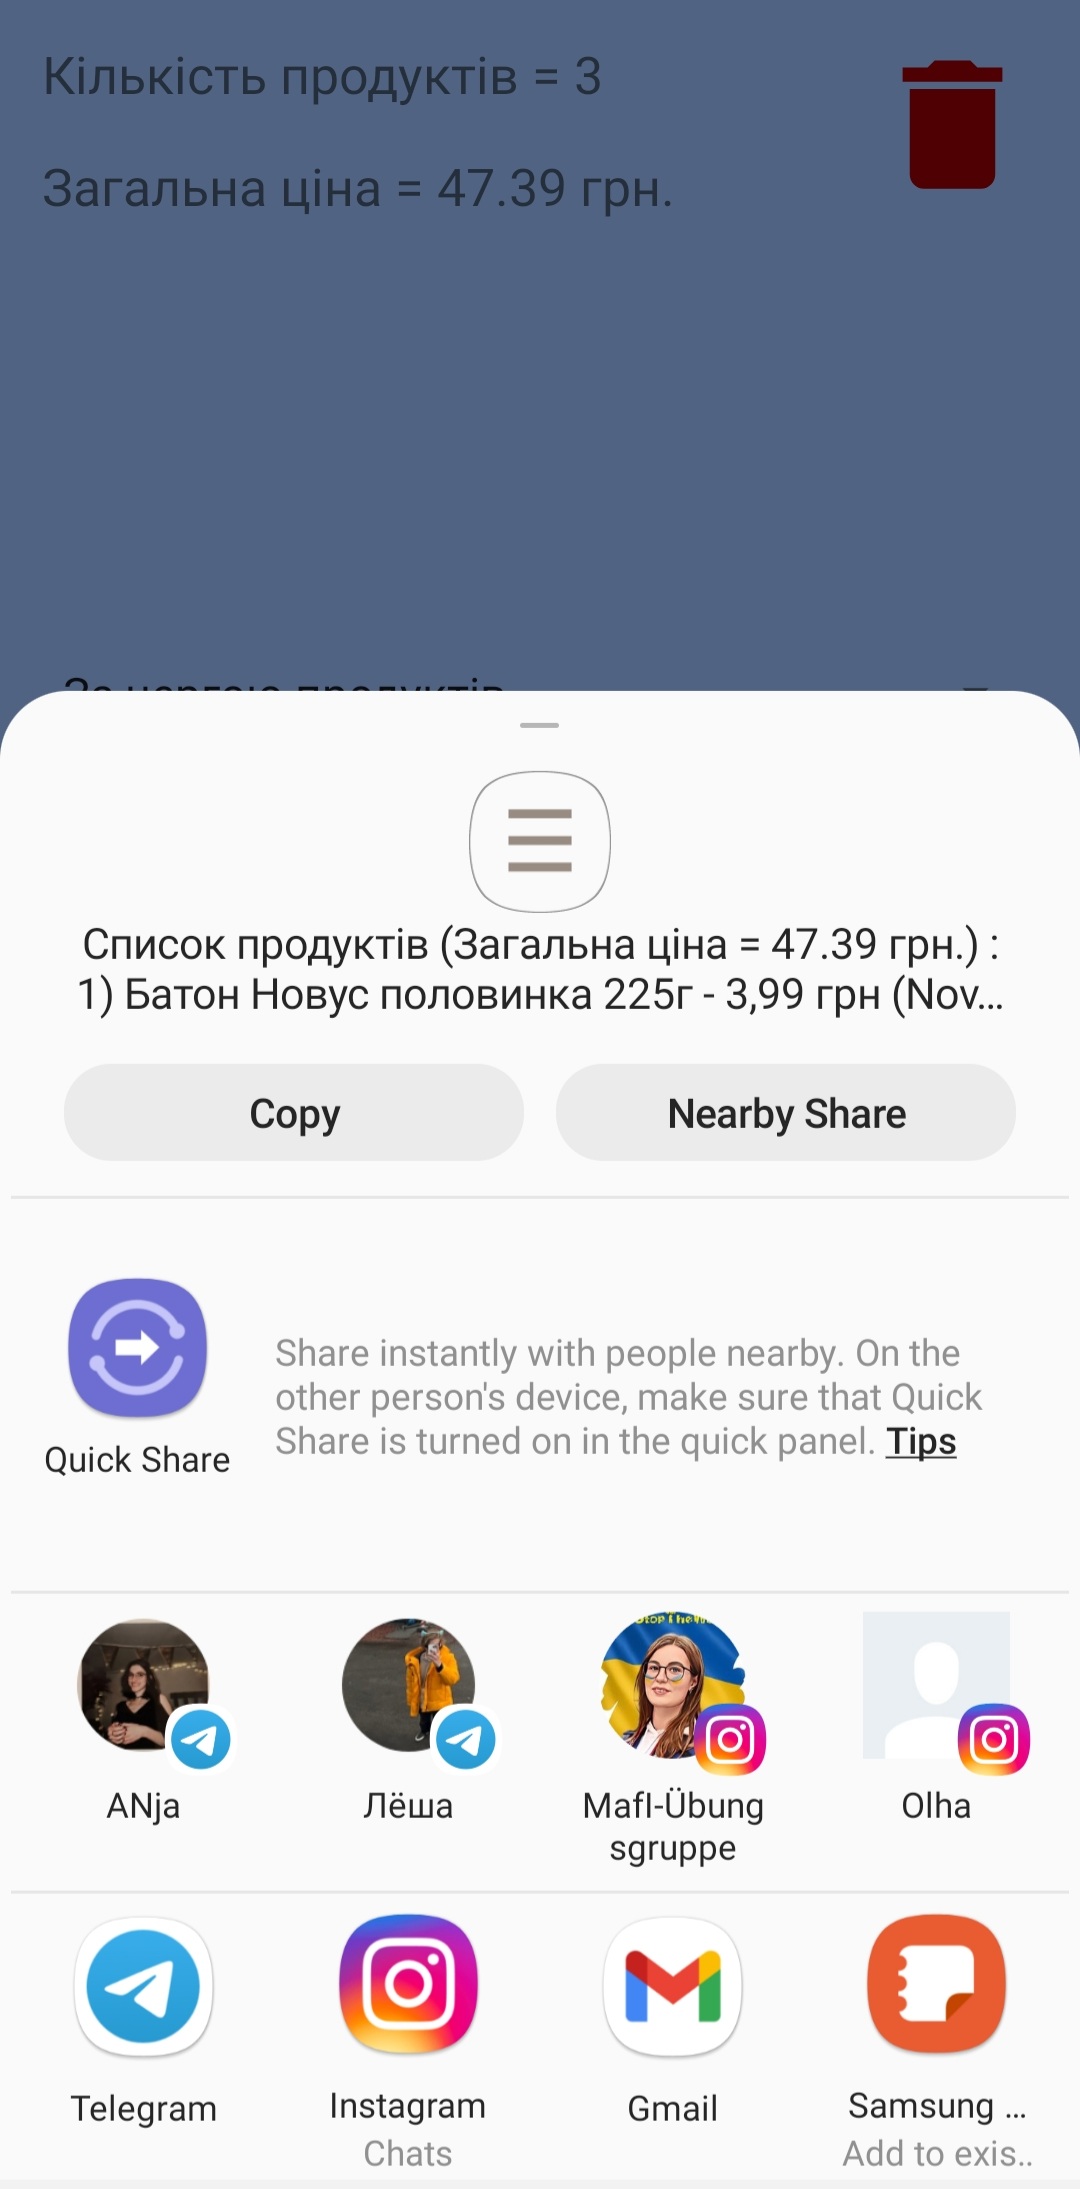 Кількість продуктів = 3
Загальна ціна = 47.39 грн.
За чергою продуктів
Список продуктів (Загальна ціна = 47.39 грн.) :
1) Батон Новус половинка 225г - 3,99 грн (Nov...
Copy
Nearby Share
Share instantly with people nearby. On the
other person's device, make sure that Quick
Share is turned on in the quick panel. Tips
Quick Share
ANja
Лёша
Mafl-Übung
sgruppe
Olha
Telegram
Instagram
Chats
Gmail
Samsung ...
Add to exis..